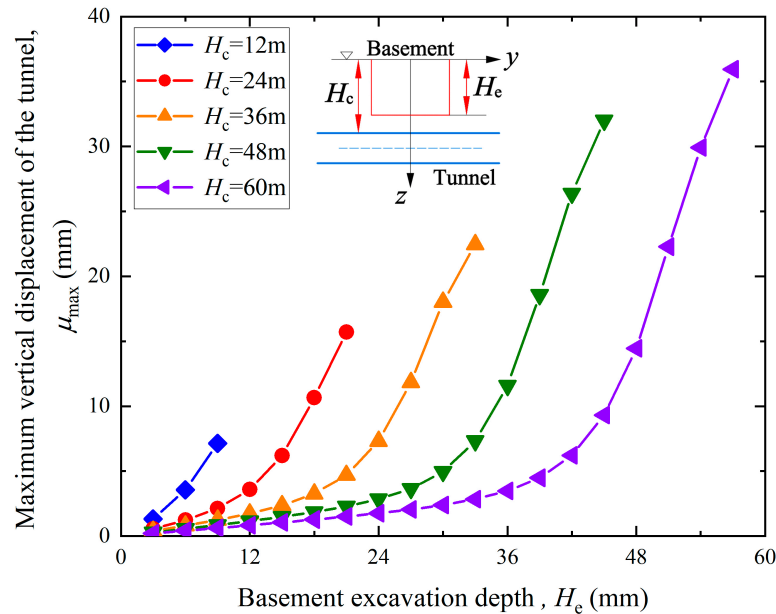 Maximum vertical displacement of the tunnel,
μmax (mm)
40
30
20
10
0
Hc=12m
Hc=24m
Hc=36m
Hc=48m
Hc=60m
Basement
y
Hc
He
Tunnel
z
0 12 24 36 48 60
Basement excavation depth , He (mm)